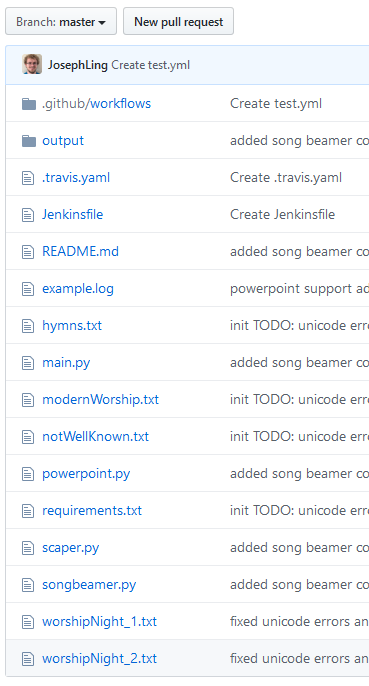 Branch: master New pull request
JosephLing Create test.yml
.github/workflows Create test.yml
output added song beamer co
.travis.yaml Create .travis.yaml
Jenkinsfile Create Jenkinsfile
README.md added song beamer co
example.log powerpoint support ad
hymns.txt init TODO: unicode erro
main.py added song beamer co
modernWorship.txt init TODO: unicode erro
notWellKnown.txt init TODO: unicode erro
powerpoint.py added song beamer co
requirements.txt init TODO: unicode erro
scaper.py added song beamer co
songbeamer.py added song beamer co
worshipNight_1.txt fixed unicode errors an
worshipNight_2.txt fixed unicode errors an